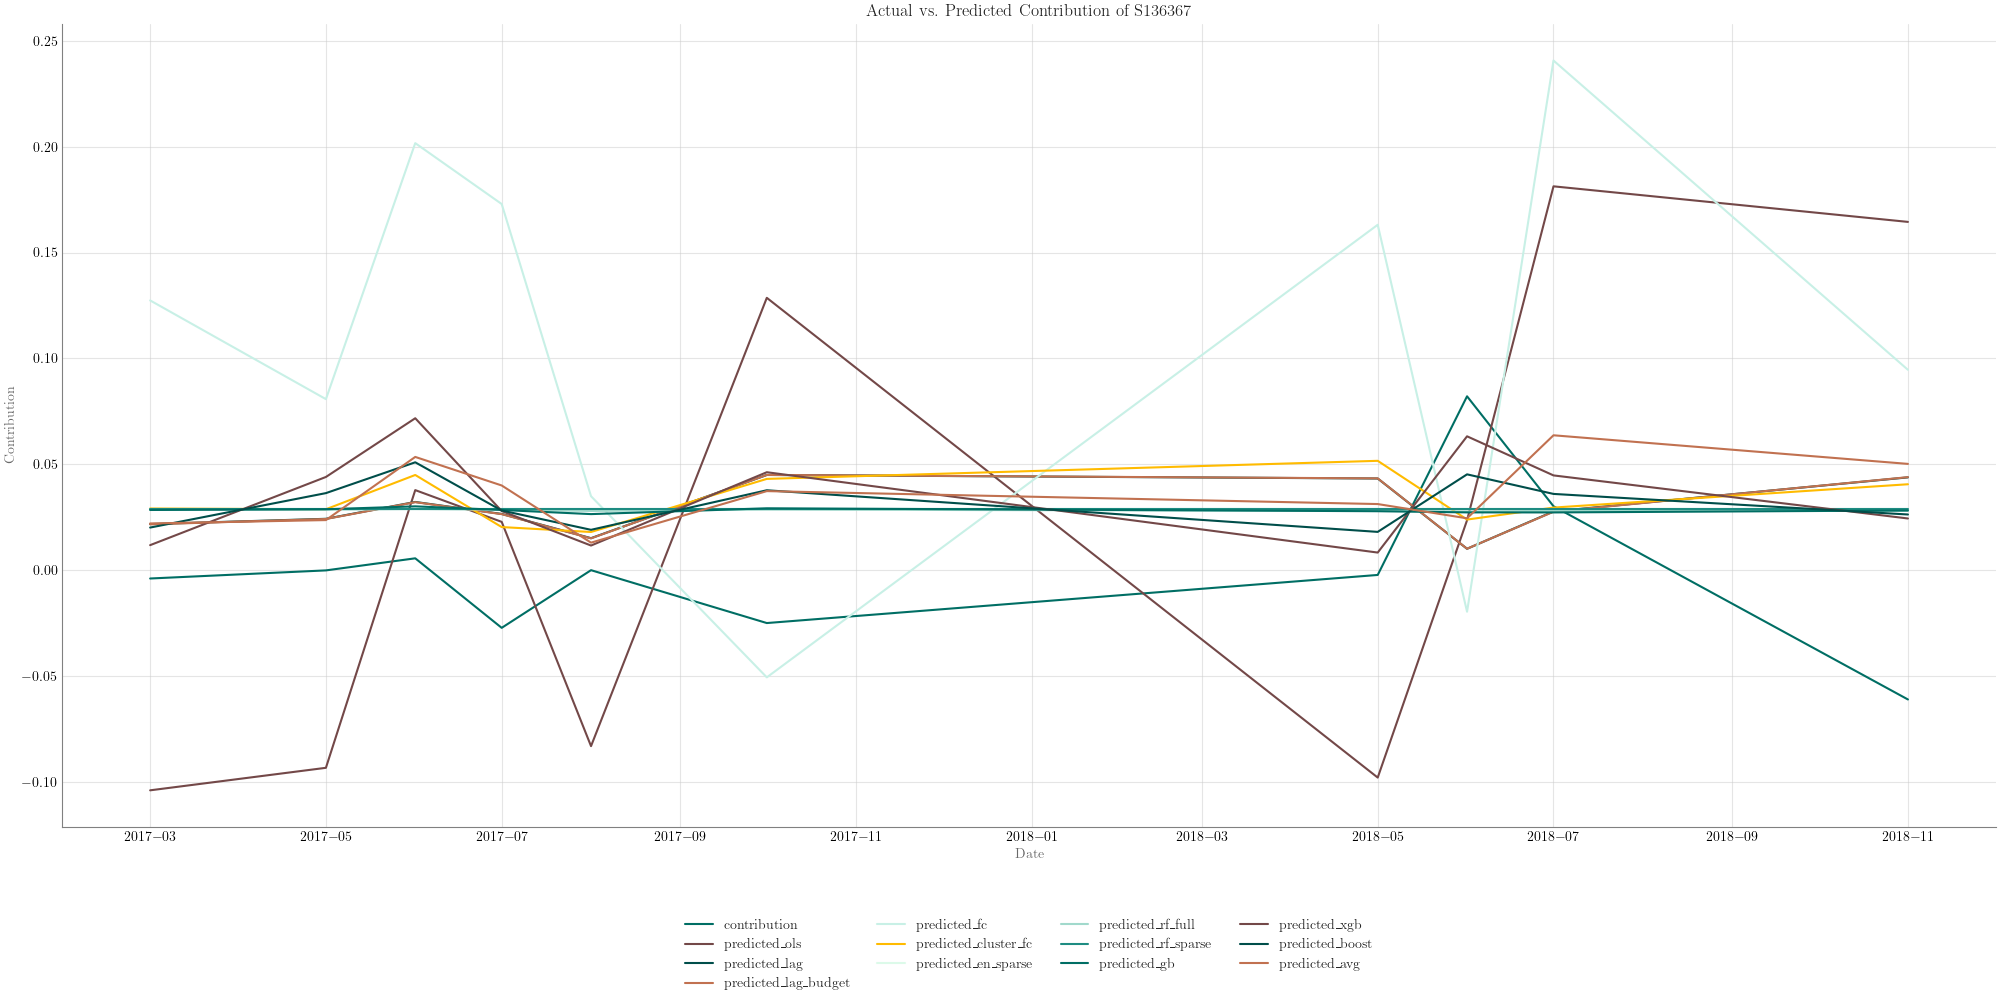 Actual vs. Predicted Contribution of S136367
Contribution
0.25
0.20
0.15
0.10
0.05
0.00
−0.05
−0.10
2017−03 2017−05 2017−07 2017−09 2017−11 2018−01 2018−03 2018−05 2018−07 2018−09 2018−11
Date
contribution predicted_fc predicted_rf_full predicted_xgb
predicted_ols predicted_cluster_fc predicted_rf_sparse predicted_boost
predicted_lag predicted_en_sparse predicted_gb predicted_avg
predicted_lag_budget